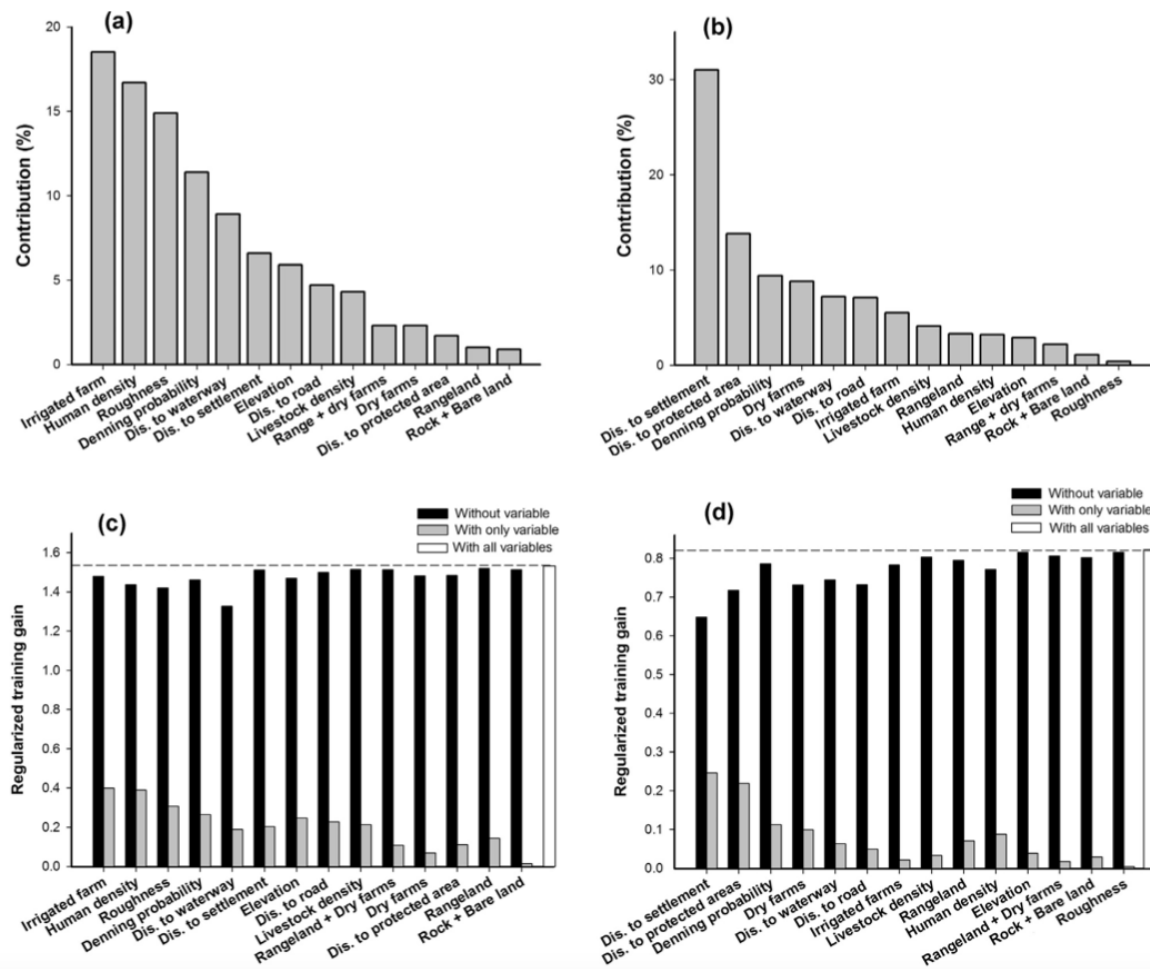 (a)
Contribution (%)
20
15
10
5
0
Irrigated farm
Human density
Roughness
Denning probability
Dis. to waterway
Dis. to settlement
Elevation
Dis. to road
Livestock density
Range + dry farms
Dry farms
Dis. to protected area
Rangeland
Rock + Bare land
(b)
Contribution (%)
30
20
10
0
Dis. to settlement
Dis. to protected area
Denning probability
Dry farms
Dis. to waterway
Dis. to road
Irrigated farm
Livestock density
Rangeland
Human density
Elevation
Range + dry farms
Rock + Bare land
Roughness
(c)
Without variable
With only variable
With all variables
Regularized training gain
1.6
1.4
1.2
1.0
0.8
0.6
0.4
0.2
0.0
Irrigated farm
Human density
Roughness
Denning probability
Dis. to waterway
Dis. to settlement
Elevation
Dis. to road
Livestock density
Rangeland + Dry farms
Dry farms
Dis. to protected area
Rangeland
Rock + Bare land
(d)
Without variable
With only variable
With all variables
Regularized training gain
0.8
0.7
0.6
0.5
0.4
0.3
0.2
0.1
0.0
Dis. to settlement
Dis. to protected areas
Denning probability
Dry farms
Dis. to waterway
Dis. to road
Irrigated farms
Livestock density
Rangeland
Human density
Elevation
Rangeland + Dry farms
Rock + Bare land
Roughness